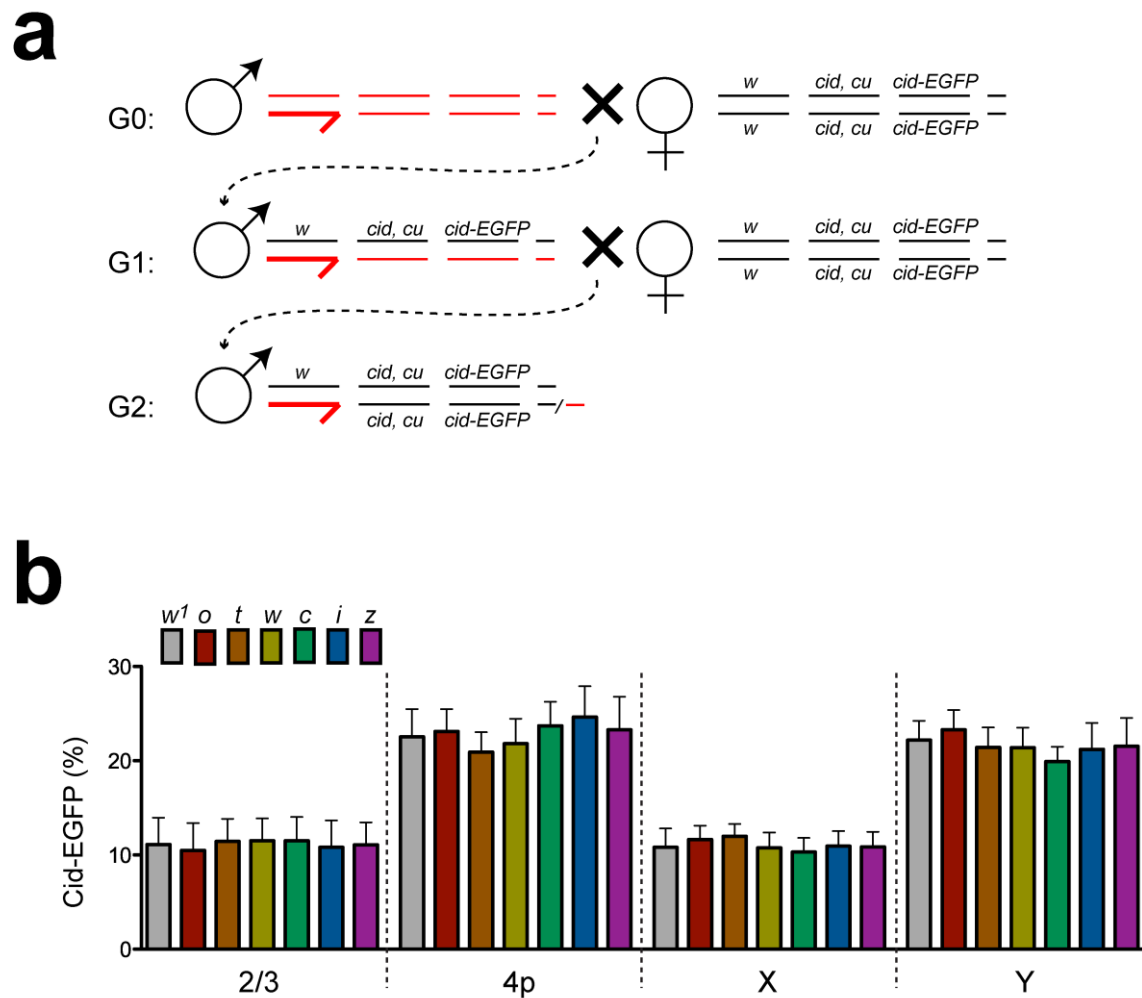 a
G0:
w cid, cu cid-EGFP
w cid, cu cid-EGFP
G1:
w cid, cu cid-EGFP w cid, cu cid-EGFP
w cid, cu cid-EGFP
G2:
w cid, cu cid-EGFP
/
cid, cu cid-EGFP
b
w1 o t w c i z
Cid-EGFP (%)
30
20
10
0
2/3 4p X Y